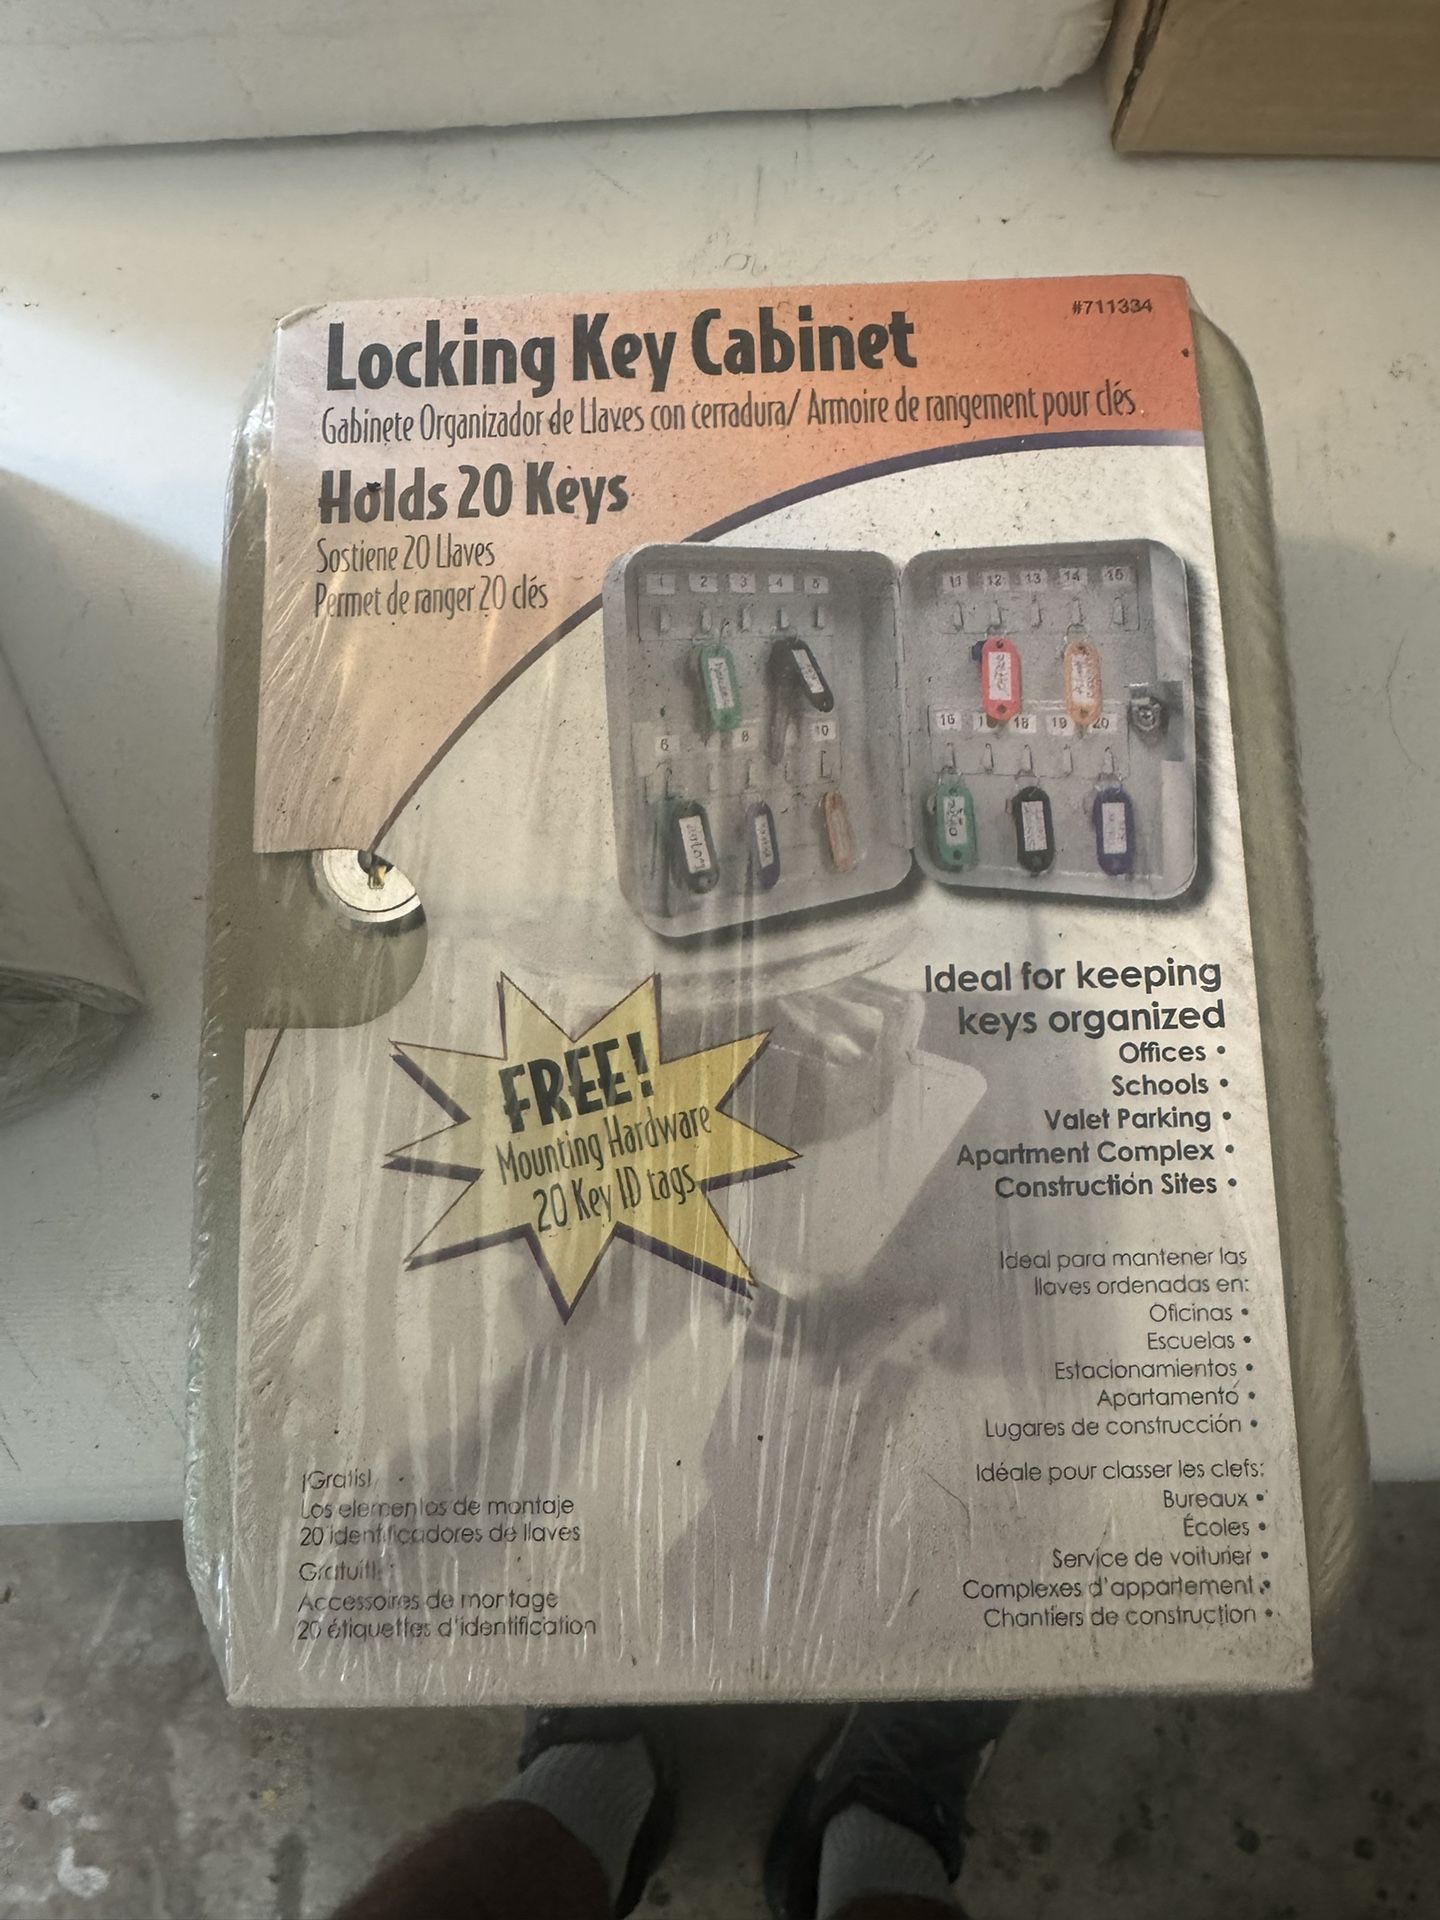 #711334
Locking Key Cabinet
Gabinete Organizador de Llaves con cerradura/ Armoire de rangement pour clés
Holds 20 Keys
Sostiene 20 Llaves
Permet de ranger 20 clés
1 2 3 4 5
11 12 13 14 15
6 8 10
16 18 19 20
Ideal for keeping
keys organized
Offices •
Schools •
Valet Parking •
Apartment Complex •
Construction Sites •
FREE!
Mounting Hardware
20 Key ID tags
Ideal para mantener las
llaves ordenadas en:
Oficinas •
Escuelas •
Estacionamientos •
Apartamento •
Lugares de construcción •
¡Gratis!
Los elementos de montaje
20 identificadores de llaves
Gratuit!
Accessoires de montage
20 étiquettes d'identification
Idéale pour classer les clefs:
Bureaux •
Écoles •
Service de voiturier •
Complexes d'appartement •
Chantiers de construction •